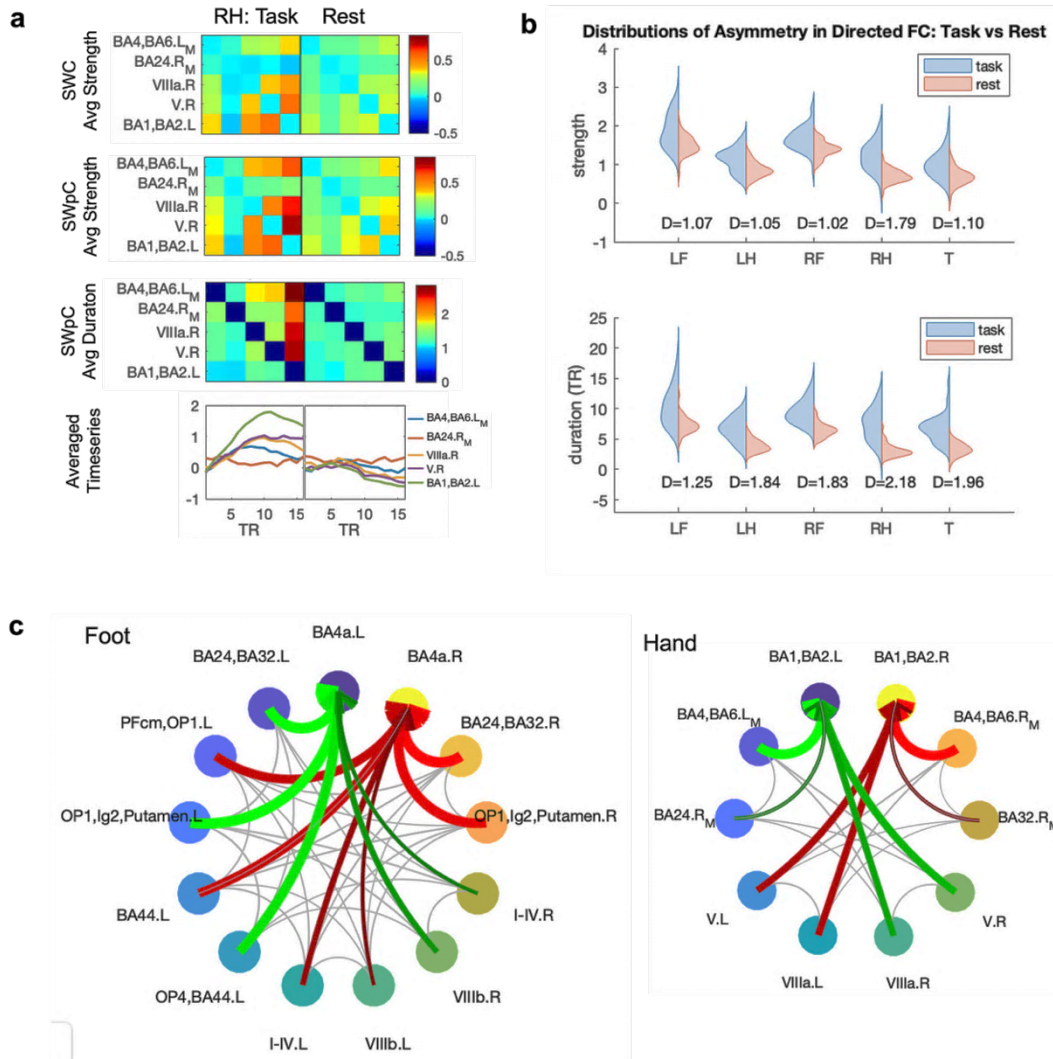 a
RH: Task Rest
SWC
Avg Strength
BA4,BA6.L_M
BA24.R_M
VIIIa.R
V.R
BA1,BA2.L
0.5
0
-0.5
SWpC
Avg Strength
BA4,BA6.L_M
BA24.R_M
VIIIa.R
V.R
BA1,BA2.L
0.5
0
-0.5
SWpC
Avg Duration
BA4,BA6.L_M
BA24.R_M
VIIIa.R
V.R
BA1,BA2.L
2
1
0
Averaged
Timeseries
2
1
0
-1
5 10 15 5 10 15
TR TR
BA4,BA6.L_M
BA24.R_M
VIIIa.R
V.R
BA1,BA2.L
b
Distributions of Asymmetry in Directed FC: Task vs Rest
task
rest
strength
4
3
2
1
0
-1
D=1.07 D=1.05 D=1.02 D=1.79 D=1.10
LF LH RF RH T
task
rest
duration (TR)
25
20
15
10
5
0
-5
D=1.25 D=1.84 D=1.83 D=2.18 D=1.96
LF LH RF RH T
c
Foot
BA4a.L
BA24,BA32.L
BA4a.R
PFcm,OP1.L
BA24,BA32.R
OP1,Ig2,Putamen.L
OP1,Ig2,Putamen.R
BA44.L
I-IV.R
OP4,BA44.L
VIIIb.R
I-IV.L
VIIIb.L
Hand
BA1,BA2.L
BA1,BA2.R
BA4,BA6.L_M
BA4,BA6.R_M
BA24.R_M
BA32.R_M
V.L
V.R
VIIIa.L
VIIIa.R